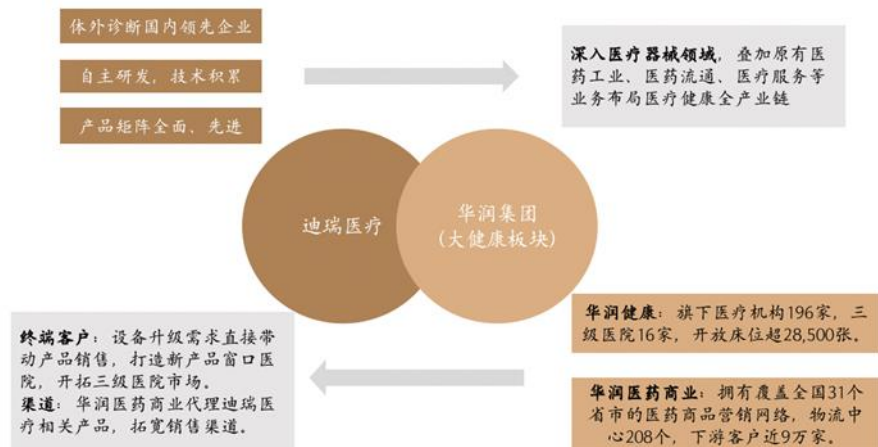 体外诊断国内领先企业
自主研发，技术积累
产品矩阵全面、先进
深入医疗器械领域，叠加原有医
药工业、医药流通、医疗服务等
业务布局医疗健康全产业链
迪瑞医疗
华润集团
（大健康板块）
终端客户：设备升级需求直接带
动产品销售，打造新产品窗口医
院，开拓三级医院市场。
渠道：华润医药商业代理迪瑞医
疗相关产品，拓宽销售渠道。
华润健康：旗下医疗机构196家，三
级医院16家，开放床位超28,500张。
华润医药商业：拥有覆盖全国31个
省市的医药商品营销网络，物流中
心208个，下游客户近9万家。